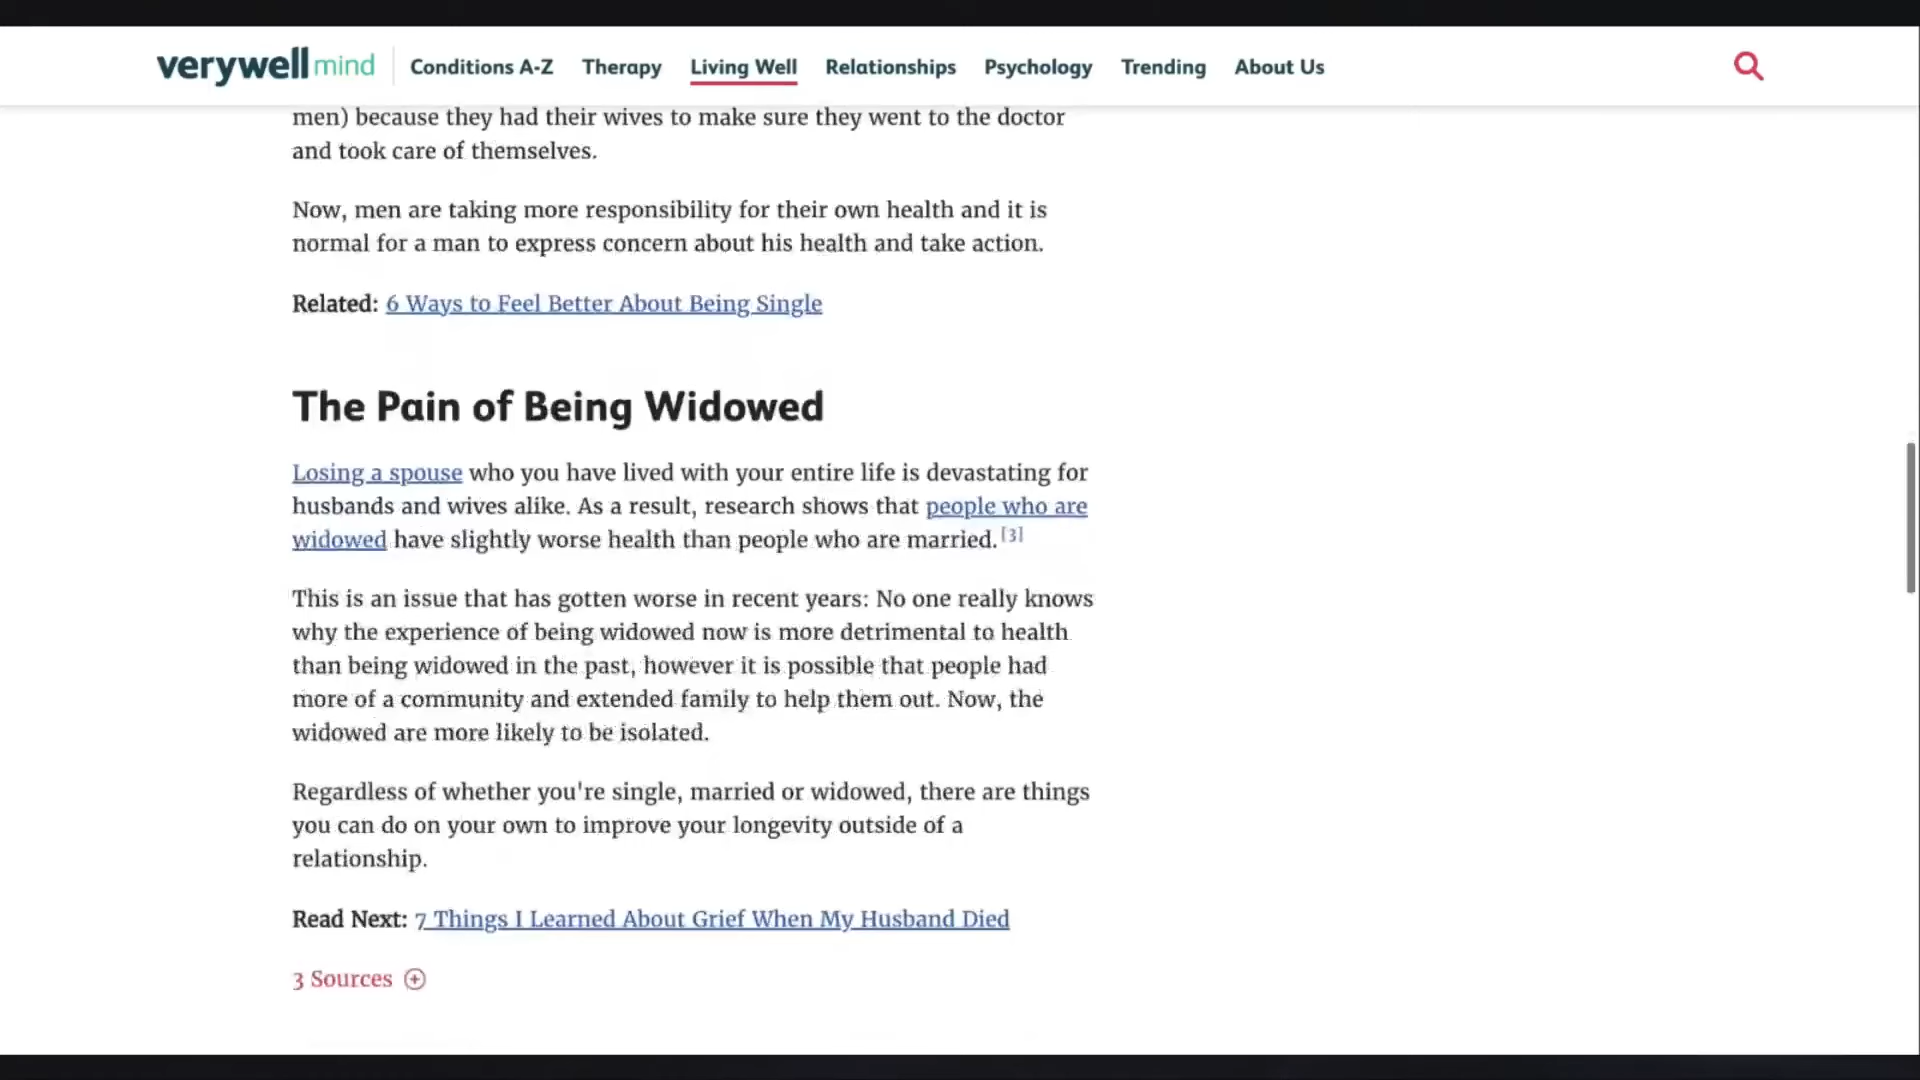 verywell mind
Conditions A-Z
Therapy
Living Well
Relationships
Psychology
Trending
About Us
men) because they had their wives to make sure they went to the doctor
and took care of themselves.
Now, men are taking more responsibility for their own health and it is
normal for a man to express concern about his health and take action.
Related: 6 Ways to Feel Better About Being Single
The Pain of Being Widowed
Losing a spouse who you have lived with your entire life is devastating for
husbands and wives alike. As a result, research shows that people who are
widowed have slightly worse health than people who are married. [3]
This is an issue that has gotten worse in recent years: No one really knows
why the experience of being widowed now is more detrimental to health
than being widowed in the past, however it is possible that people had
more of a community and extended family to help them out. Now, the
widowed are more likely to be isolated.
Regardless of whether you're single, married or widowed, there are things
you can do on your own to improve your longevity outside of a
relationship.
Read Next: 7 Things I Learned About Grief When My Husband Died
3 Sources